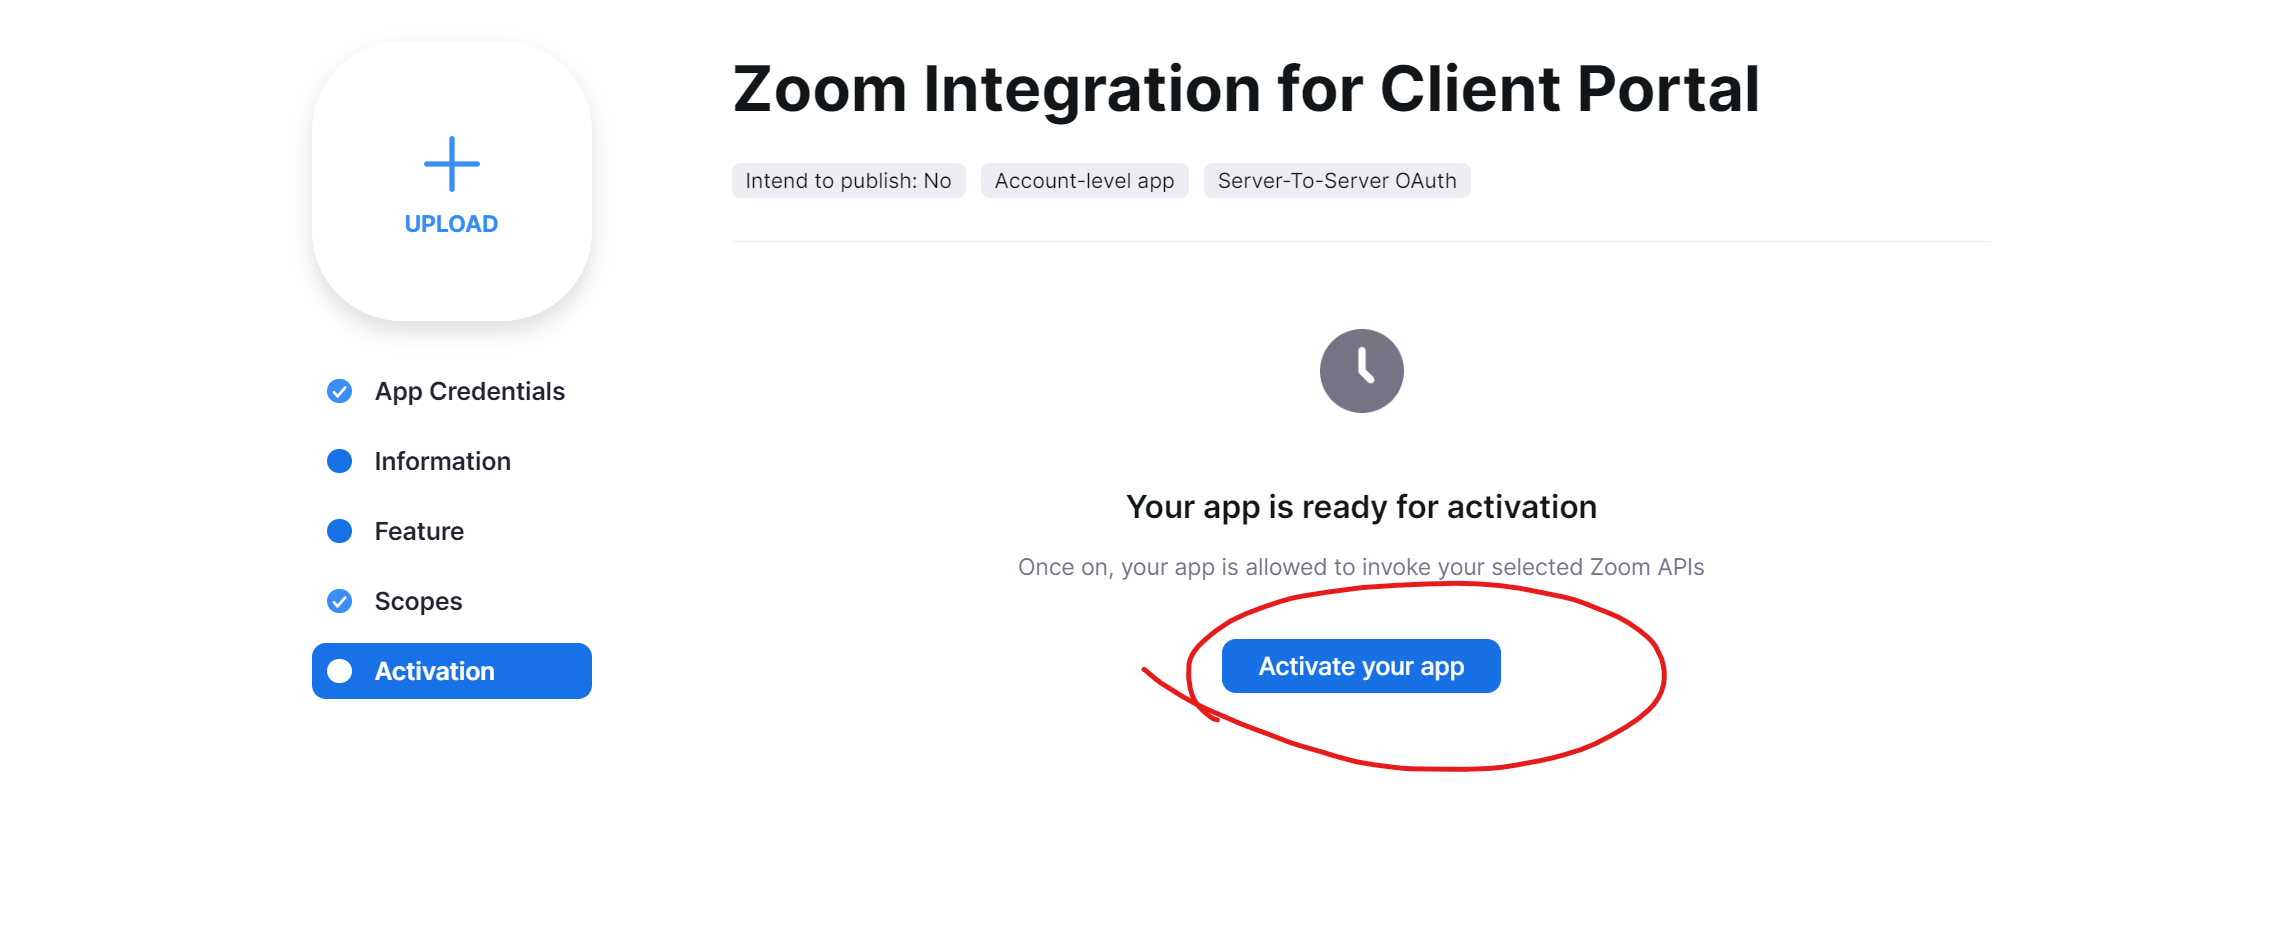 Zoom Integration for Client Portal
Intend to publish: No
Account-level app
Server-To-Server OAuth
UPLOAD
App Credentials
Information
Feature
Scopes
Activation
Your app is ready for activation
Once on, your app is allowed to invoke your selected Zoom APIs
Activate your app